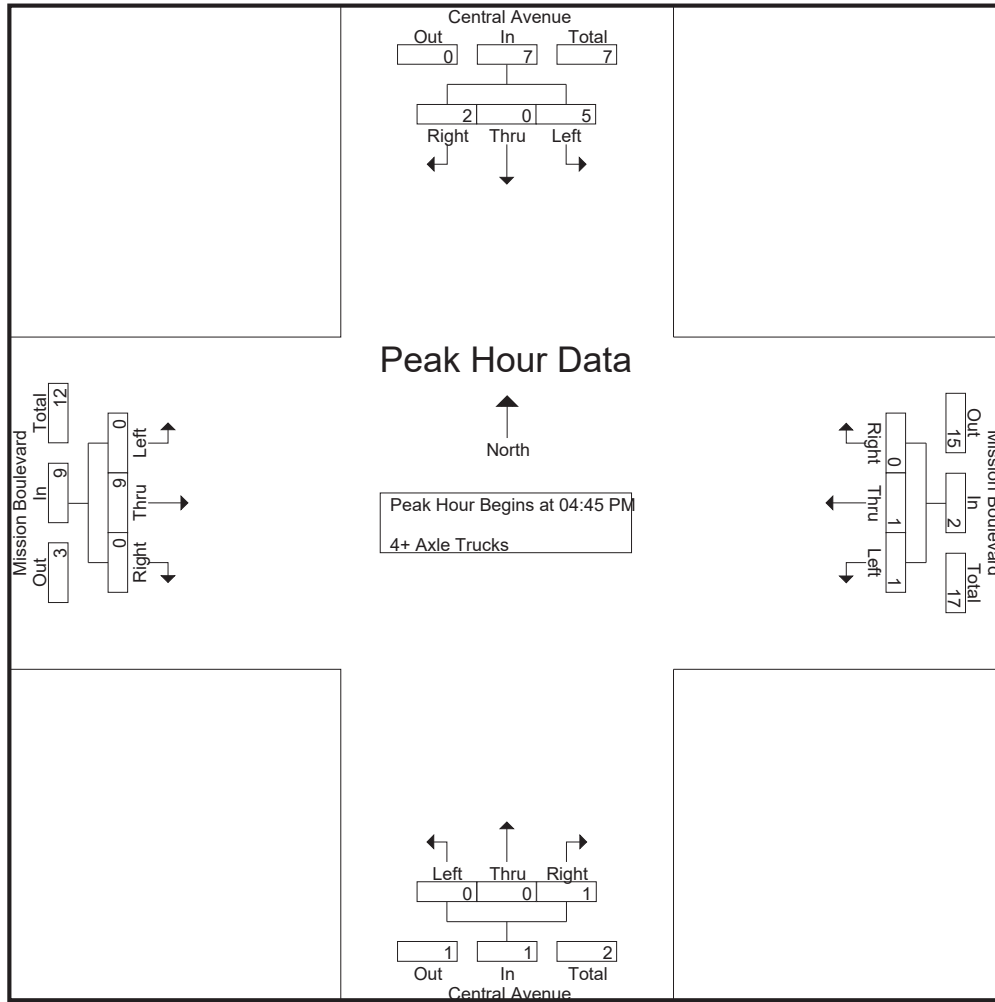 Central Avenue
Out In Total
0 7 7
2 0 5
Right Thru Left
Peak Hour Data
North
Peak Hour Begins at 04:45 PM
4+ Axle Trucks
Mission Boulevard
Out In Total
3 9 12
0 9 0
Left Thru Right
Mission Boulevard
Out In Total
15 2 17
0 1 1
Right Thru Left
Left Thru Right
0 0 1
1 1 2
Out In Total
Central Avenue